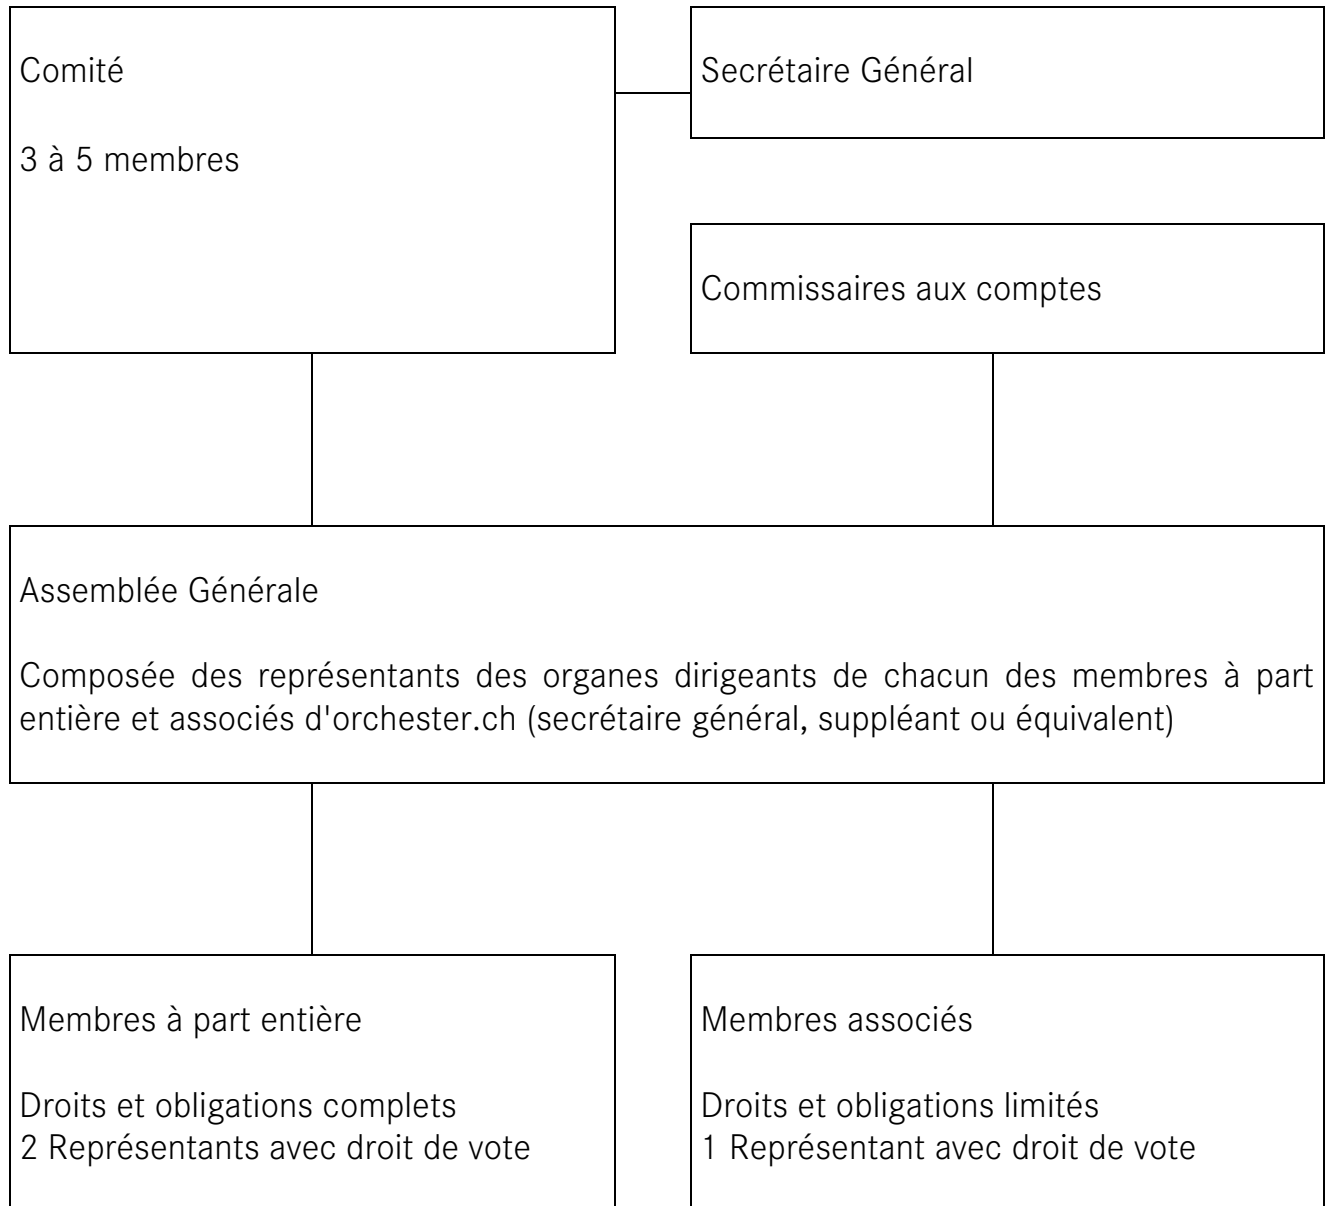 Comité
3 à 5 membres
Secrétaire Général
Commissaires aux comptes
Assemblée Générale
Composée des représentants des organes dirigeants de chacun des membres à part
entière et associés d'orchester.ch (secrétaire général, suppléant ou équivalent)
Membres à part entière
Droits et obligations complets
2 Représentants avec droit de vote
Membres associés
Droits et obligations limités
1 Représentant avec droit de vote